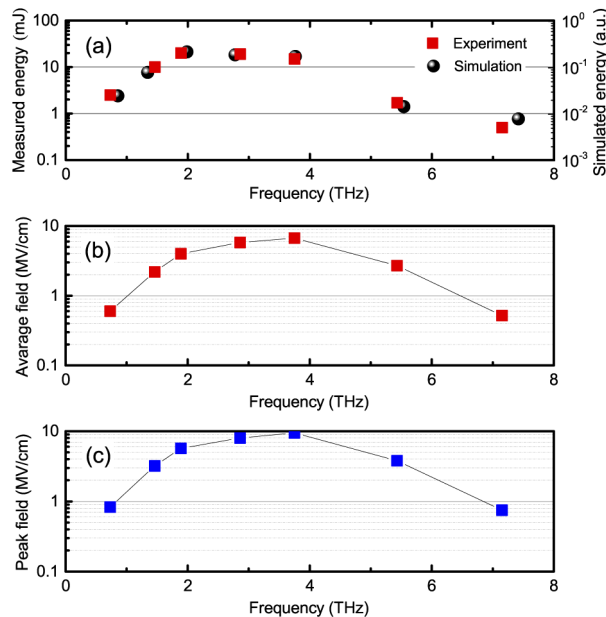 (a)
Measured energy (mJ)
100
10
1
0.1
Experiment
Simulation
10⁰
10⁻¹
10⁻²
10⁻³
Simulated energy (a.u.)
0 2 4 6 8
Frequency (THz)
(b)
Avarage field (MV/cm)
10
1
0.1
0 2 4 6 8
Frequency (THz)
(c)
Peak field (MV/cm)
10
1
0.1
0 2 4 6 8
Frequency (THz)